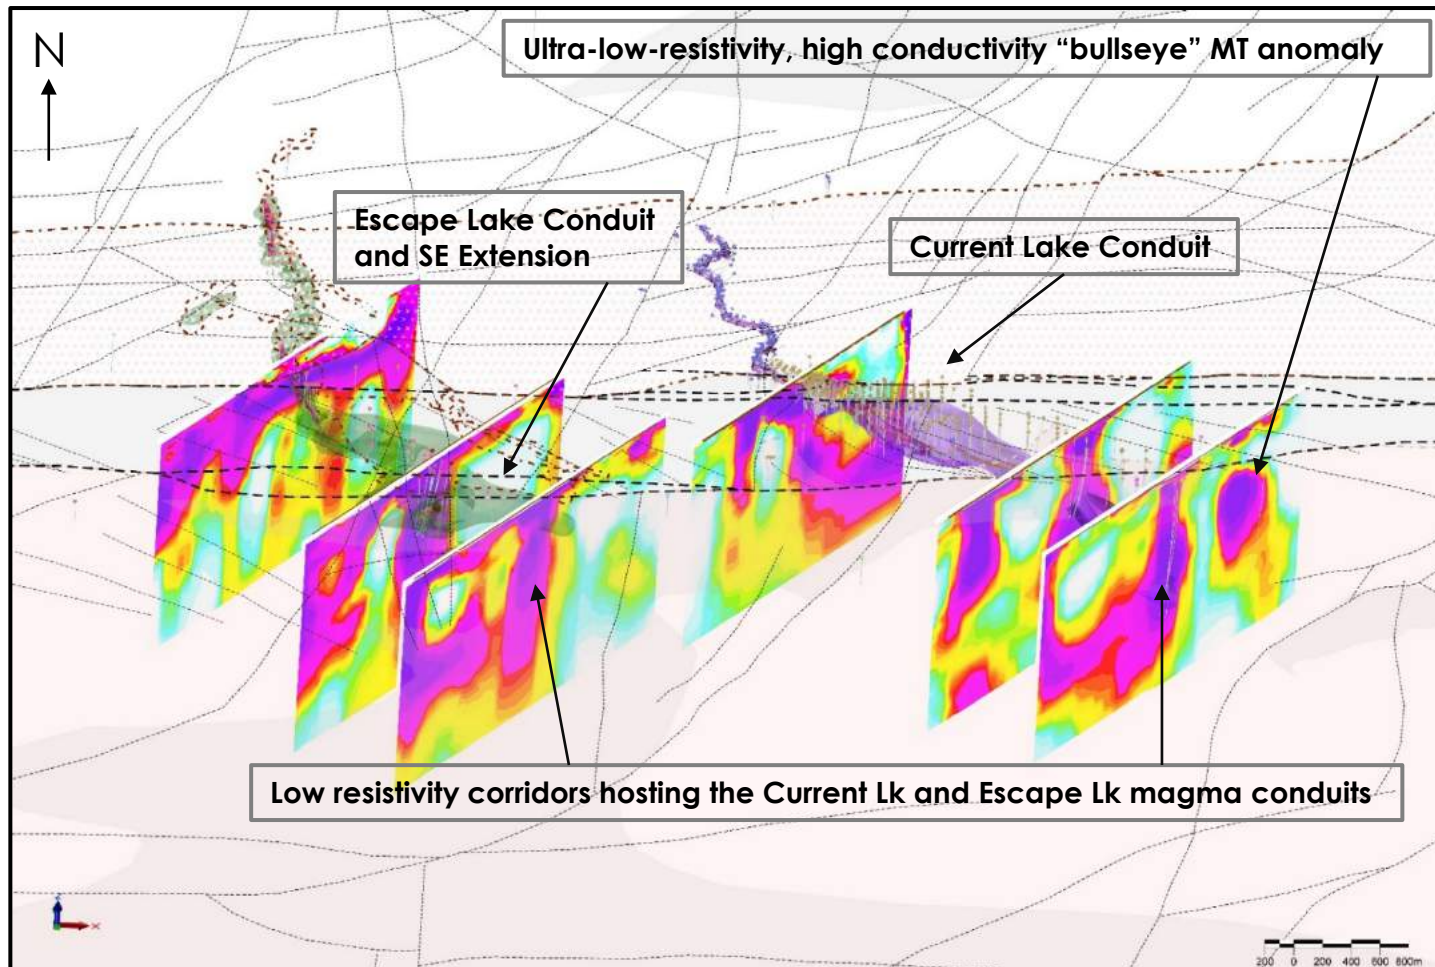 Ultra-low-resistivity, high conductivity “bullseye” MT anomaly
N
Escape Lake Conduit
and SE Extension
Current Lake Conduit
Low resistivity corridors hosting the Current Lk and Escape Lk magma conduits
Z
X
200 0 200 400 600 800m